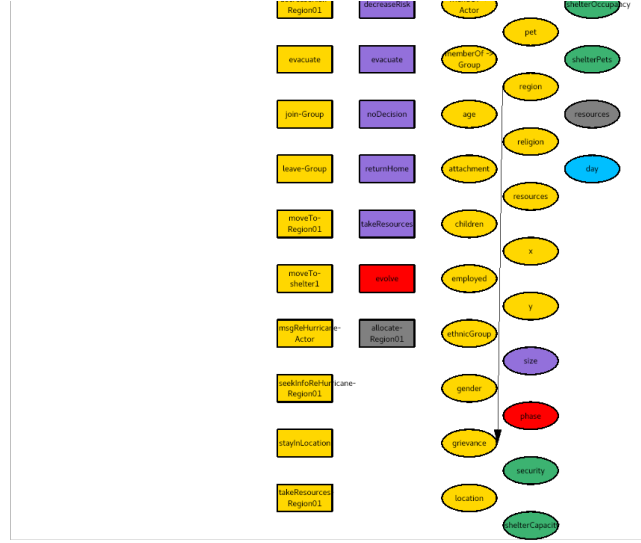 Region01
decreaseRisk
Actor
shelterOccupancy
pet
evacuate
evacuate
memberOf->
Group
shelterPets
region
join-Group
noDecision
age
resources
religion
leave-Group
returnHome
attachment
day
resources
moveTo-
Region01
takeResources
children
x
moveTo-
shelter1
evolve
employed
y
msgReHurricane-
Actor
allocate-
Region01
ethnicGroup
size
seekInfoReHurricane-
Region01
gender
phase
stayInLocation
grievance
security
takeResources
Region01
location
shelterCapacity